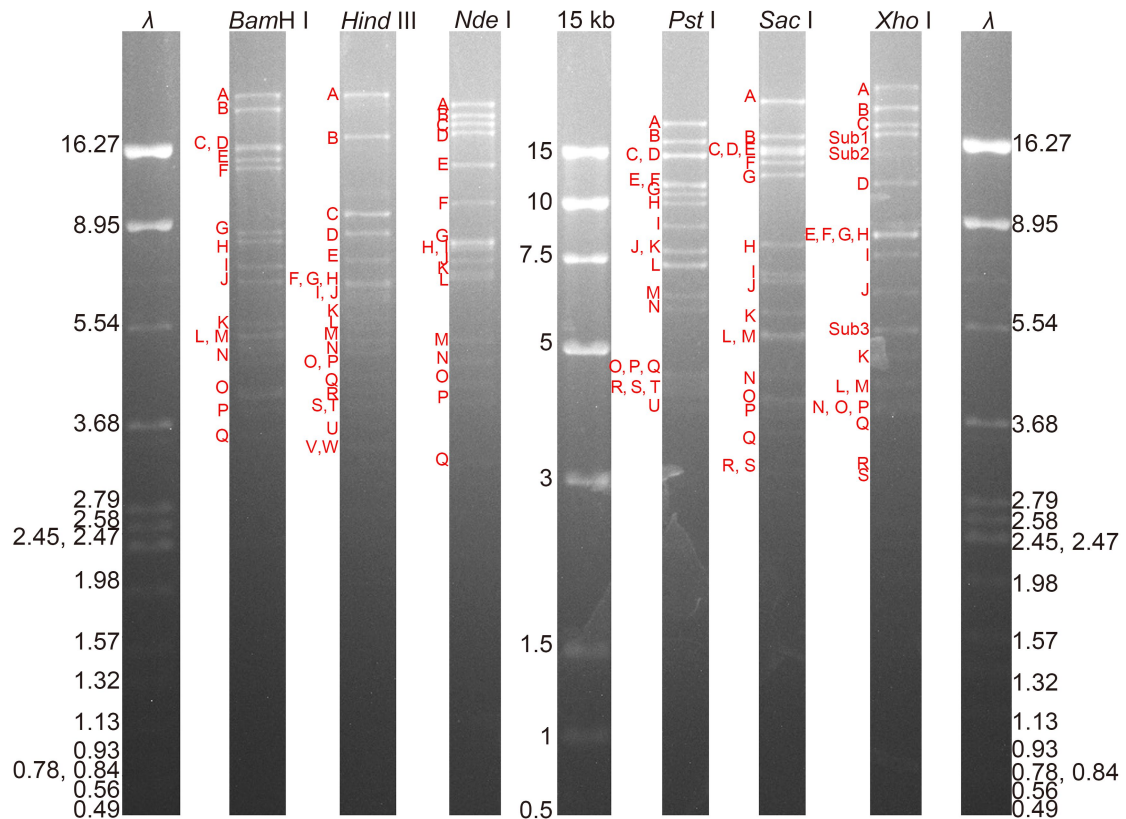 λ BamH I Hind III Nde I 15 kb Pst I Sac I Xho I λ
16.27
8.95
5.54
3.68
2.79
2.58
2.45, 2.47
1.98
1.57
1.32
1.13
0.93
0.78, 0.84
0.56
0.49
A
B
C, D
E
F
G
H
I
J
K
L, M
N
O
P
Q
A
B
C
D
E
F, G, H
I, J
K
L
M
N
O, P
Q
R
S,T
U
V,W
A
B
C
D
E
F
G
H, I
J
K
L
M
N
O
P
Q
15
10
7.5
5
3
1.5
1
0.5
A
B
C, D
E, F
G
H
I
J, K
L
M
N
O, P, Q
R, S, T
U
A
B
C, D, E
F
G
H
I
J
K
L, M
N
O
P
Q
R, S
A
B
C
Sub1
Sub2
D
E, F, G, H
I
J
Sub3
K
L, M
N, O, P
Q
R
S
16.27
8.95
5.54
3.68
2.79
2.58
2.45, 2.47
1.98
1.57
1.32
1.13
0.93
0.78, 0.84
0.56
0.49